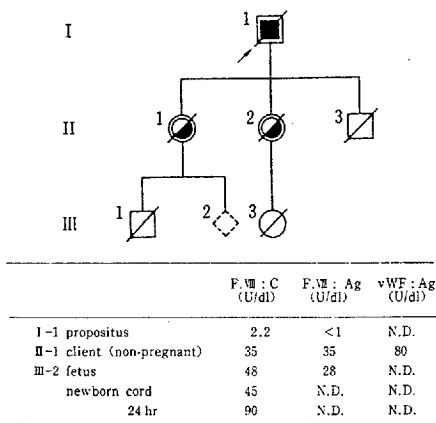 I
1
II
1
2
3
III
1
2
3
F.Ⅷ : C F.Ⅷ : Ag vWF : Ag
(U/dl) (U/dl) (U/dl)
I-1 propositus 2.2 <1 N.D.
II-1 client (non-pregnant) 35 35 80
III-2 fetus 48 28 N.D.
newborn cord 45 N.D. N.D.
24 hr 90 N.D. N.D.